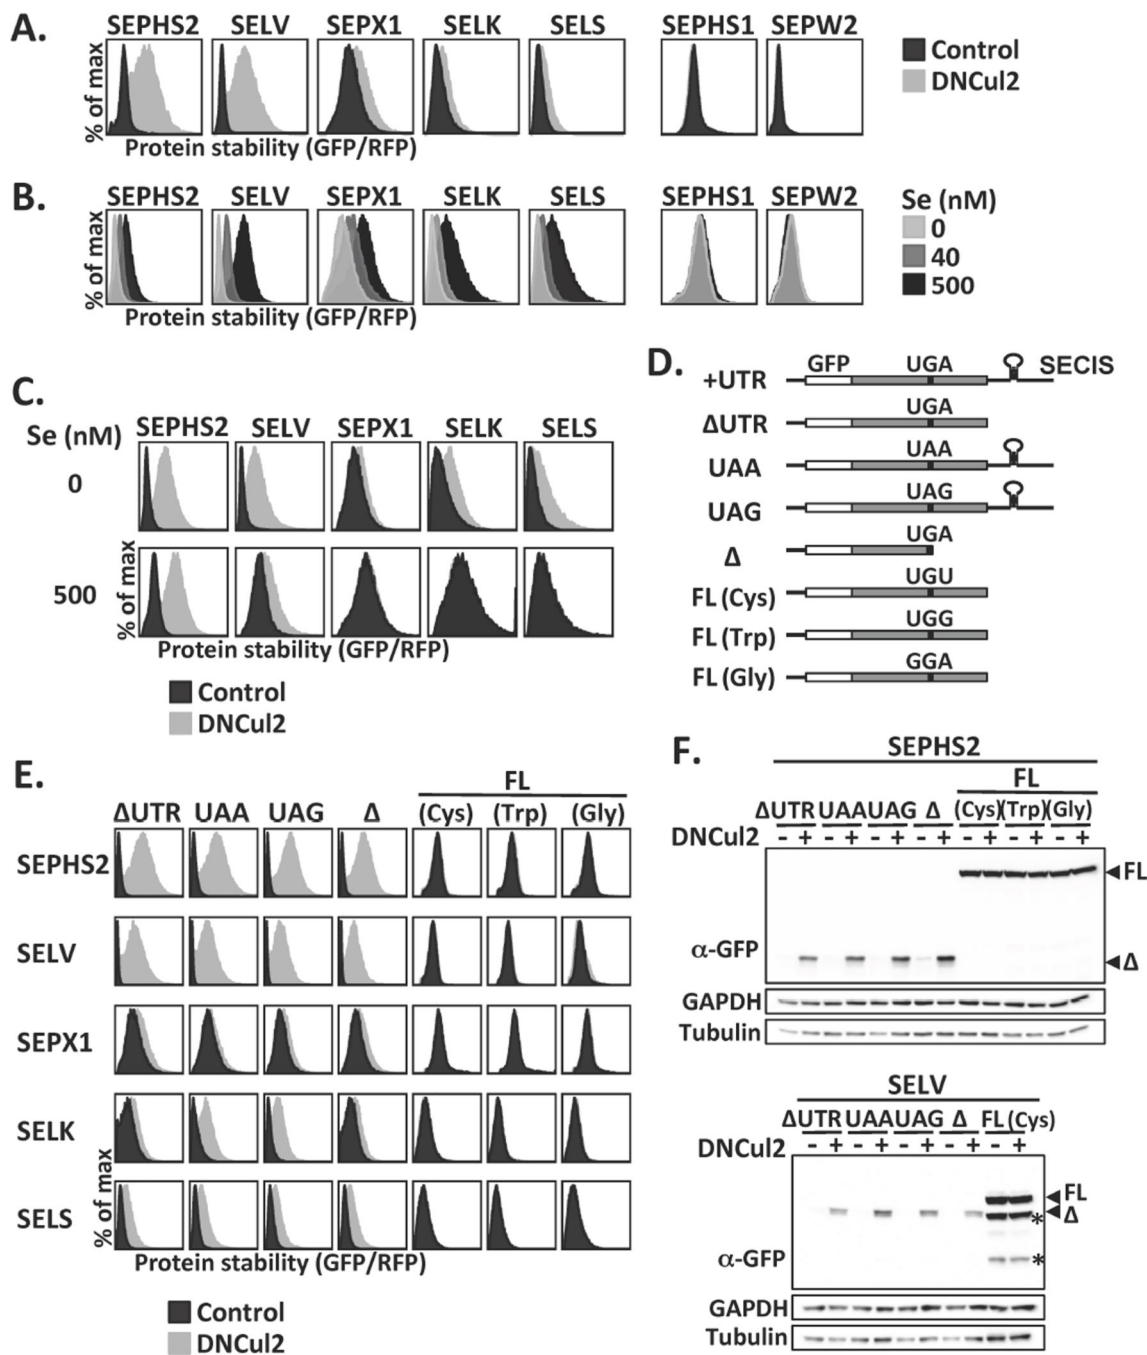 A.
SEPHS2 SELV SEPX1 SELK SELS SEPHS1 SEPW2
% of max
Control
DNCul2
Protein stability (GFP/RFP)
B.
SEPHS2 SELV SEPX1 SELK SELS SEPHS1 SEPW2
% of max
Se (nM)
0
40
500
Protein stability (GFP/RFP)
C.
Se (nM)
SEPHS2 SELV SEPX1 SELK SELS
0
500
% of max
Protein stability (GFP/RFP)
Control
DNCul2
D.
GFP UGA
+UTR SECIS
UGA
ΔUTR
UAA
UAA
UAG
UAG
UGA
Δ
UGU
FL (Cys)
UGG
FL (Trp)
GGA
FL (Gly)
E.
FL
ΔUTR UAA UAG Δ (Cys) (Trp) (Gly)
SEPHS2
SELV
SEPX1
SELK
SELS
% of max
Protein stability (GFP/RFP)
Control
DNCul2
F.
SEPHS2
FL
ΔUTR UAA UAG Δ (Cys) (Trp) (Gly)
DNCul2 - + - + - + - + - + - + - +
FL
α-GFP
Δ
GAPDH
Tubulin
SELV
ΔUTR UAA UAG Δ FL (Cys)
DNCul2 - + - + - + - + - +
FL
Δ
*
α-GFP *
GAPDH
Tubulin